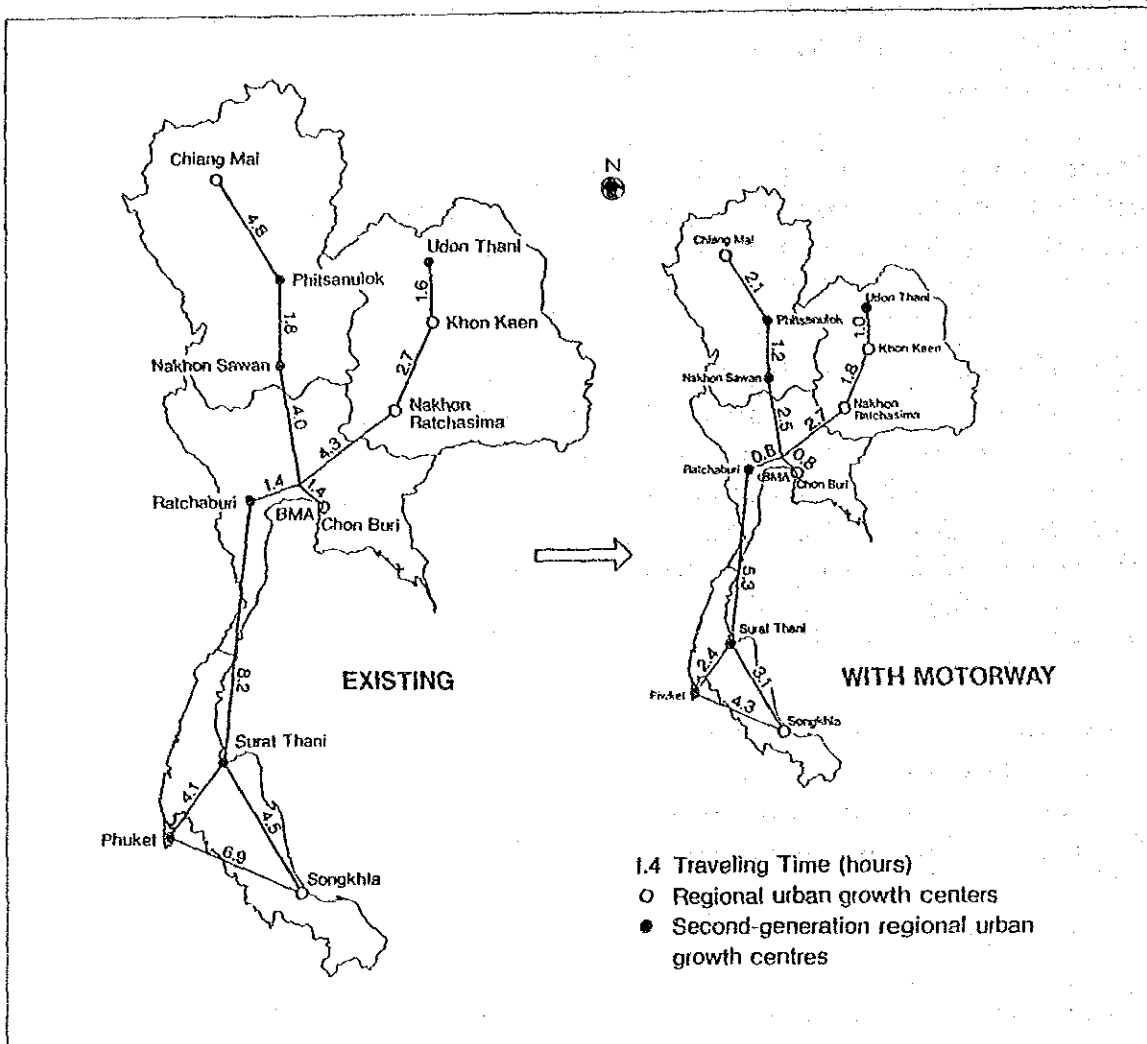 N
Chiang Mai
4.8
Phitsanulok
1.8
Nakhon Sawan
4.0
Udon Thani
1.6
Khon Kaen
2.7
Nakhon
Ratchasima
4.3
Ratchaburi
1.4
1.4
BMA
Chon Buri
8.2
EXISTING
Surat Thani
4.1
4.5
Phuket
6.9
Songkhla
Chiang Mai
2.1
Phitsanulok
1.2
Nakhon Sawan
2.5
Udon Thani
1.0
Khon Kaen
1.8
Nakhon
Ratchasima
2.7
Ratchaburi
0.8
0.8
BMA
Chon Buri
5.3
Surat Thani
WITH MOTORWAY
2.4
3.1
Phuket
4.3
Songkhla
1.4 Traveling Time (hours)
Regional urban growth centers
Second-generation regional urban
growth centres